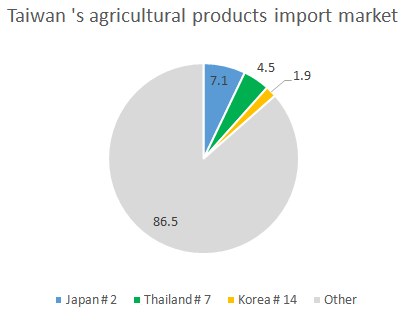 Taiwan 's agricultural products import market
7.1
4.5
1.9
86.5
Japan # 2
Thailand # 7
Korea # 14
Other